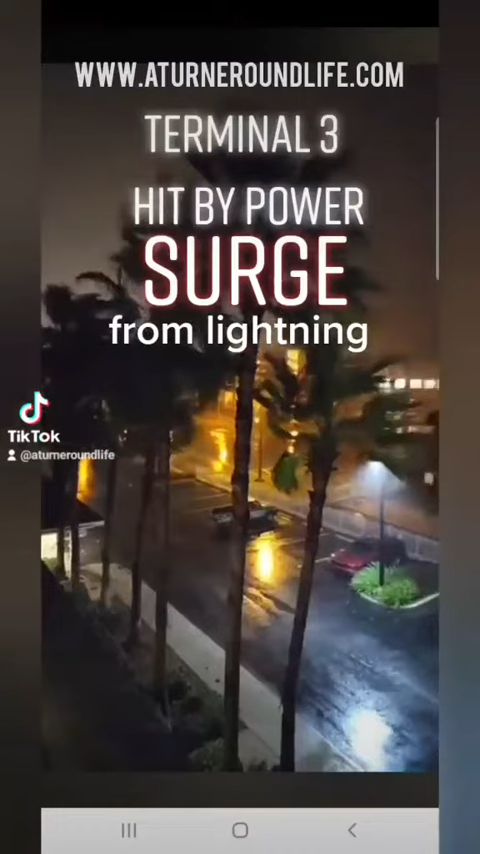 WWW.ATURNEROUNDLIFE.COM
TERMINAL 3
HIT BY POWER
SURGE
from lightning
TikTok
@aturneroundlife